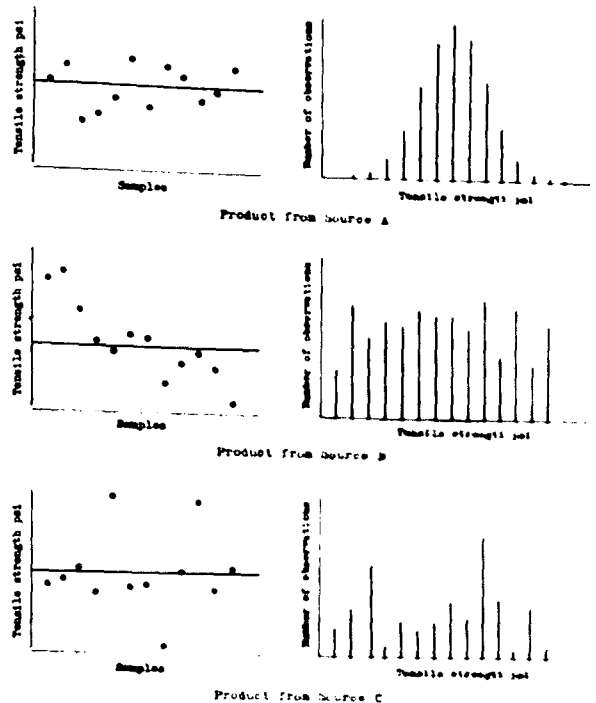 Tensile strength psi
Samples
Number of observations
Tensile strength psi
Product from Source A
Tensile strength psi
Samples
Number of observations
Tensile strength psi
Product from Source B
Tensile strength psi
Samples
Number of observations
Tensile strength psi
Product from Source C